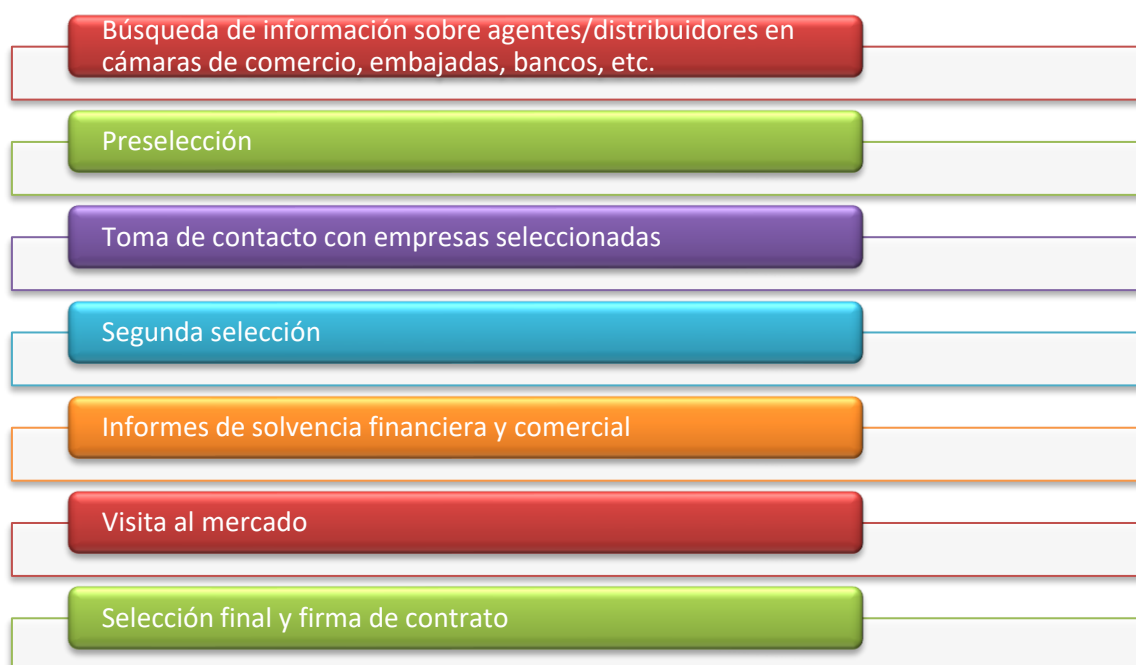 Búsqueda de información sobre agentes/distribuidores en
cámaras de comercio, embajadas, bancos, etc.
Preselección
Toma de contacto con empresas seleccionadas
Segunda selección
Informes de solvencia financiera y comercial
Visita al mercado
Selección final y firma de contrato